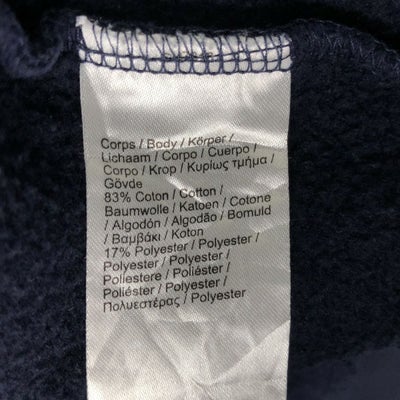 Corps / Body / Körper /
Lichaam / Corpo / Cuerpo /
Corpo / Krop / Κυρίως τμήμα /
Gövde
83% Coton / Cotton /
Baumwolle / Katoen / Cotone
/ Algodón / Algodão / Bomuld
/ Βαμβάκι / Koton
17% Polyester / Polyester /
Polyester / Polyester /
Poliestere / Poliéster /
Poliéster / Polyester /
Πολυεστέρας / Polyester